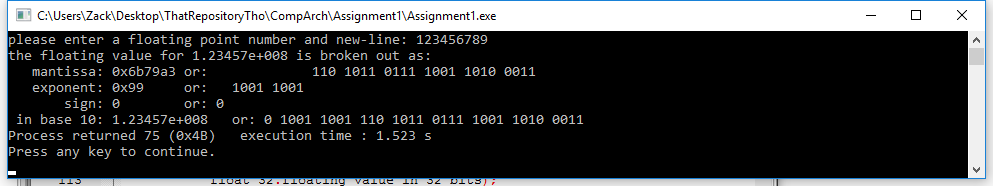 C:\Users\Zack\Desktop\ThatRepositoryTho\CompArch\Assignment1\Assignment1.exe
please enter a floating point number and new-line: 123456789
the floating value for 1.23457e+008 is broken out as:
mantissa: 0x6b79a3 or: 110 1011 0111 1001 1010 0011
exponent: 0x99 or: 1001 1001
sign: 0 or: 0
in base 10: 1.23457e+008 or: 0 1001 1001 110 1011 0111 1001 1010 0011
Process returned 75 (0x4B) execution time : 1.523 s
Press any key to continue.
113 float_32.floating_value_in_32_bits);